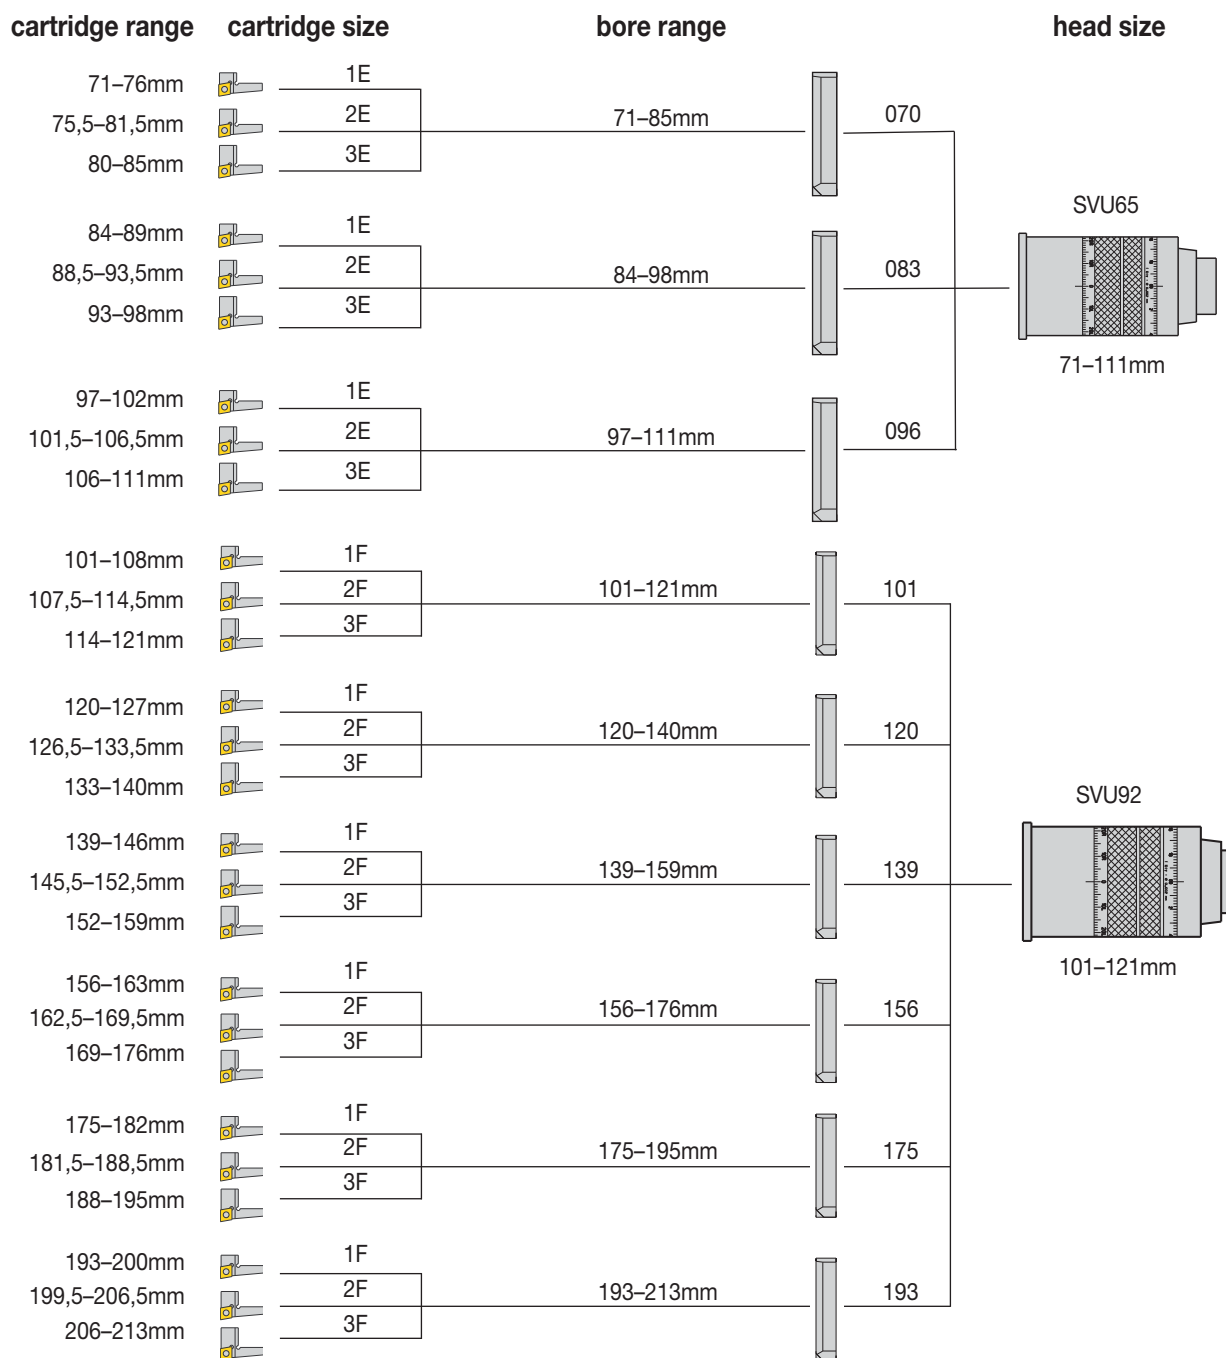 cartridge range cartridge size bore range head size
71–76mm 1E
75,5–81,5mm 2E 71–85mm 070
80–85mm 3E
SVU65
84–89mm 1E
88,5–93,5mm 2E 84–98mm 083
93–98mm 3E
71–111mm
97–102mm 1E
101,5–106,5mm 2E 97–111mm 096
106–111mm 3E
101–108mm 1F
107,5–114,5mm 2F 101–121mm 101
114–121mm 3F
120–127mm 1F
126,5–133,5mm 2F 120–140mm 120
133–140mm 3F
SVU92
139–146mm 1F
145,5–152,5mm 2F 139–159mm 139
152–159mm 3F
101–121mm
156–163mm 1F
162,5–169,5mm 2F 156–176mm 156
169–176mm 3F
175–182mm 1F
181,5–188,5mm 2F 175–195mm 175
188–195mm 3F
193–200mm 1F
199,5–206,5mm 2F 193–213mm 193
206–213mm 3F